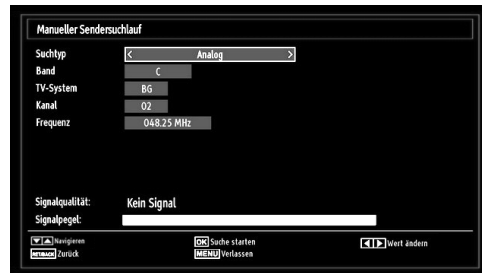 Manueller Sendersuchlauf
Suchtyp < Analog >
Band C
TV-System BG
Kanal 02
Frequenz 048.25 MHz
Signalqualität: Kein Signal
Signalpegel:
Navigieren OK Suche starten Wert ändern
RET/BACK Zurück MENU Verlassen